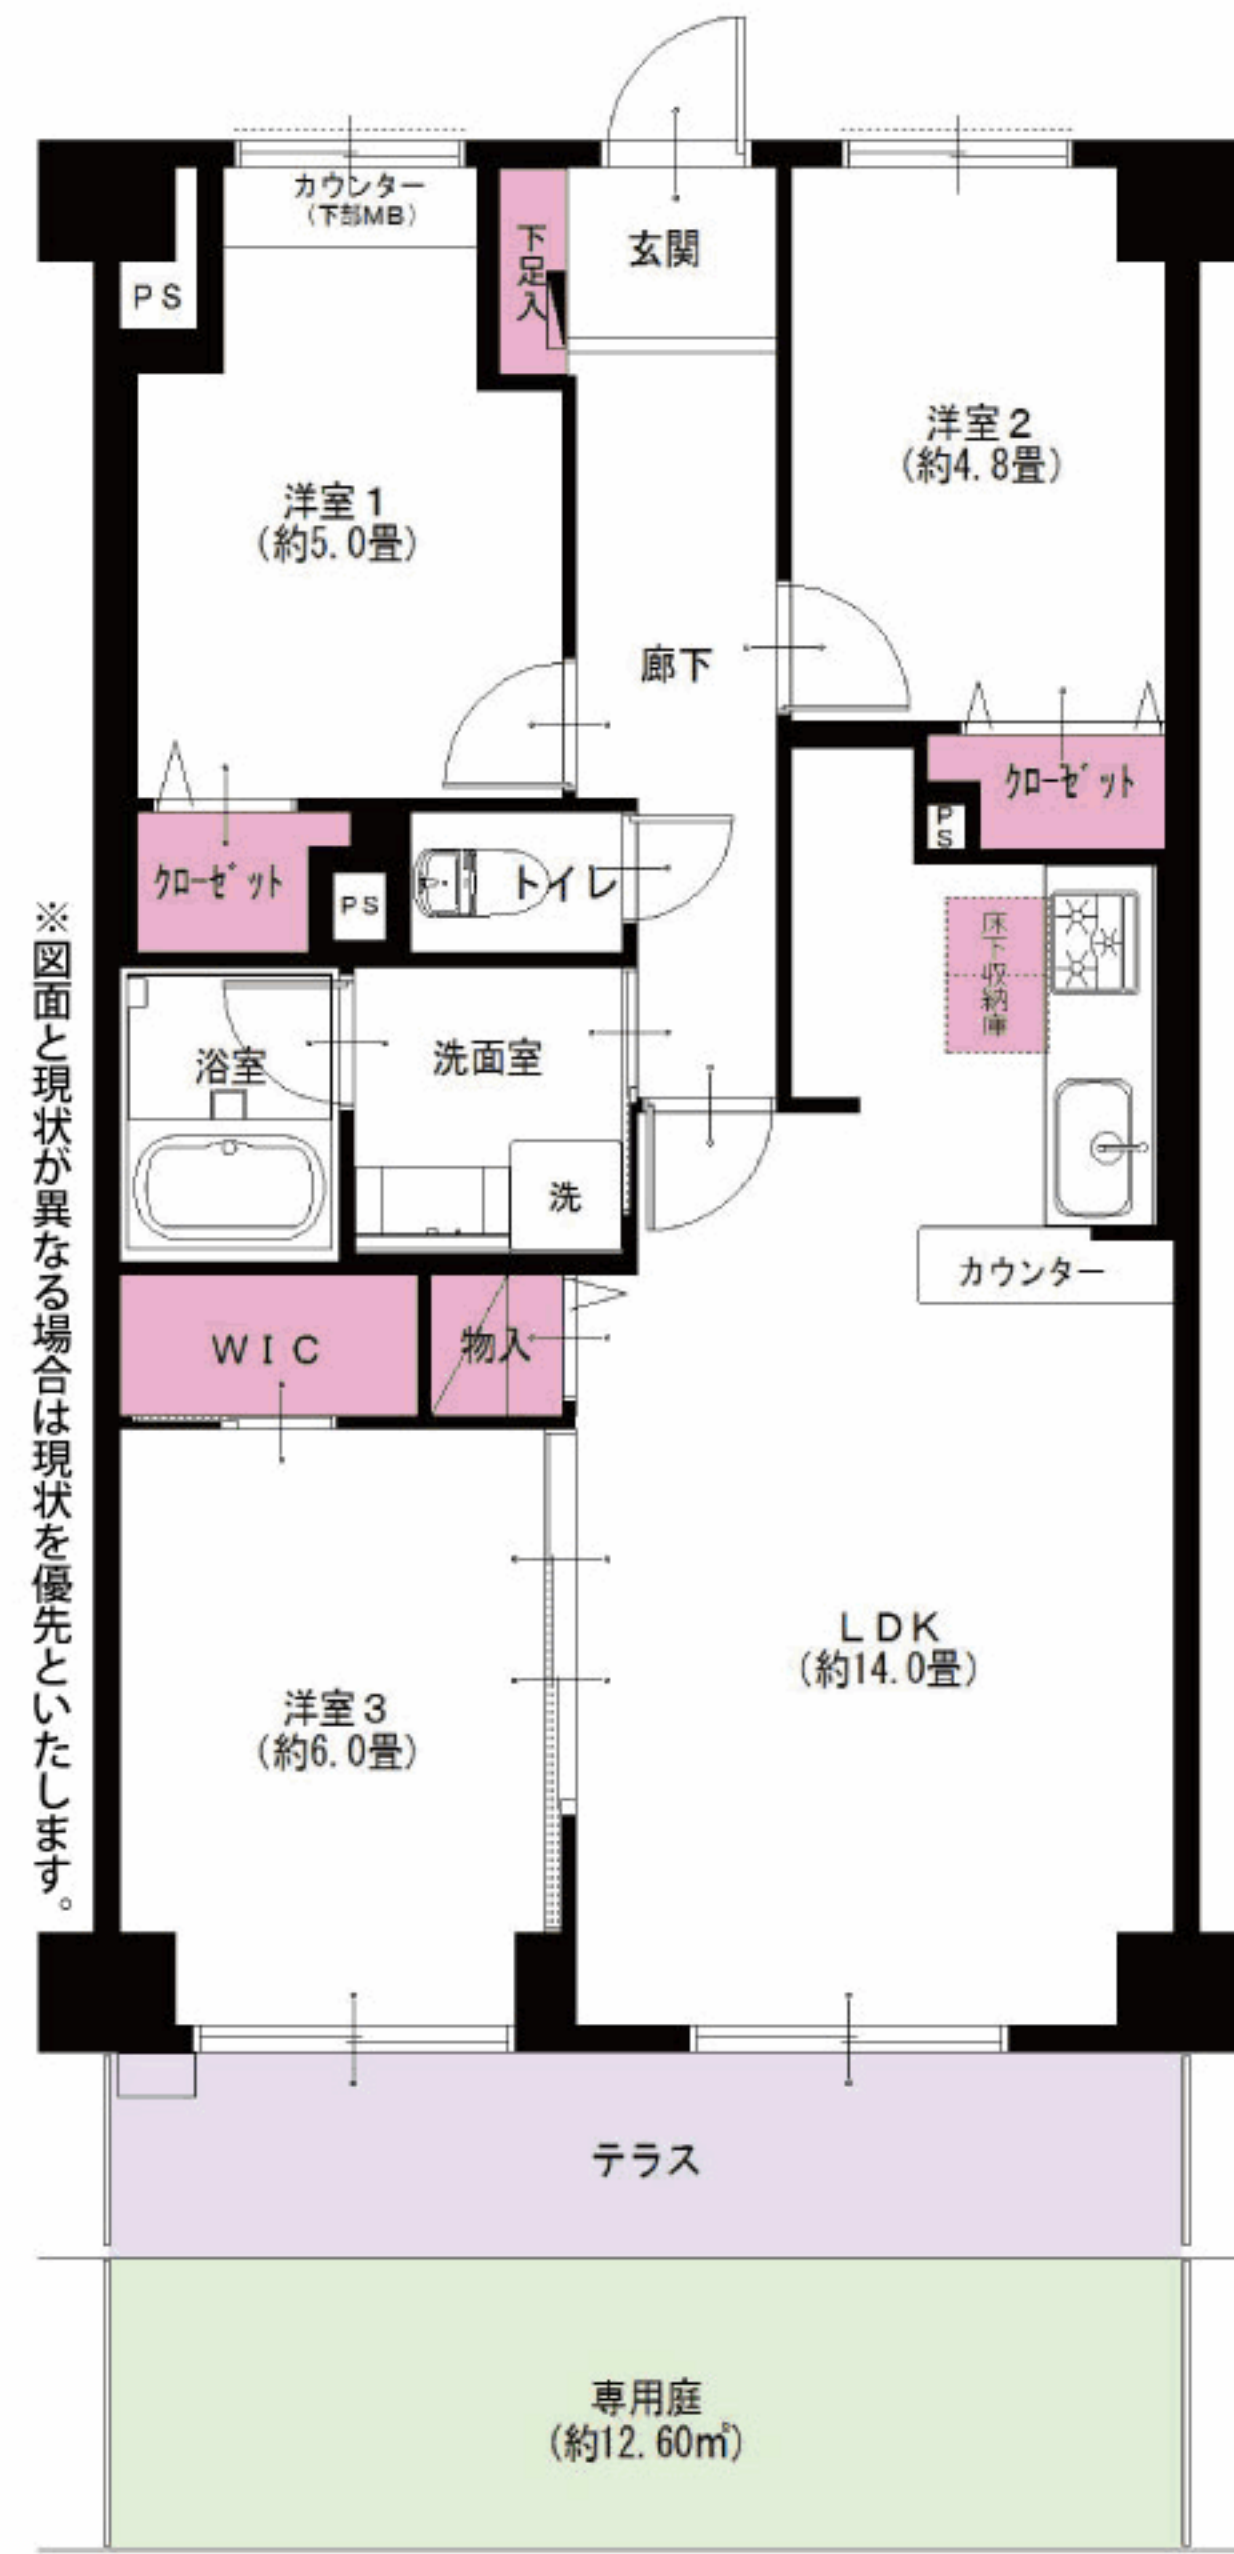 カウンター
（下部MB）
下足入
玄関
PS
洋室2
（約4.8畳）
洋室1
（約5.0畳）
廊下
ｸﾛｰｾﾞｯﾄ
PS
ｸﾛｰｾﾞｯﾄ
PS
トイレ
床下収納庫
浴室
洗面室
洗
カウンター
WIC
物入
LDK
（約14.0畳）
洋室3
（約6.0畳）
テラス
専用庭
（約12.60㎡）
※図面と現状が異なる場合は現状を優先といたします。